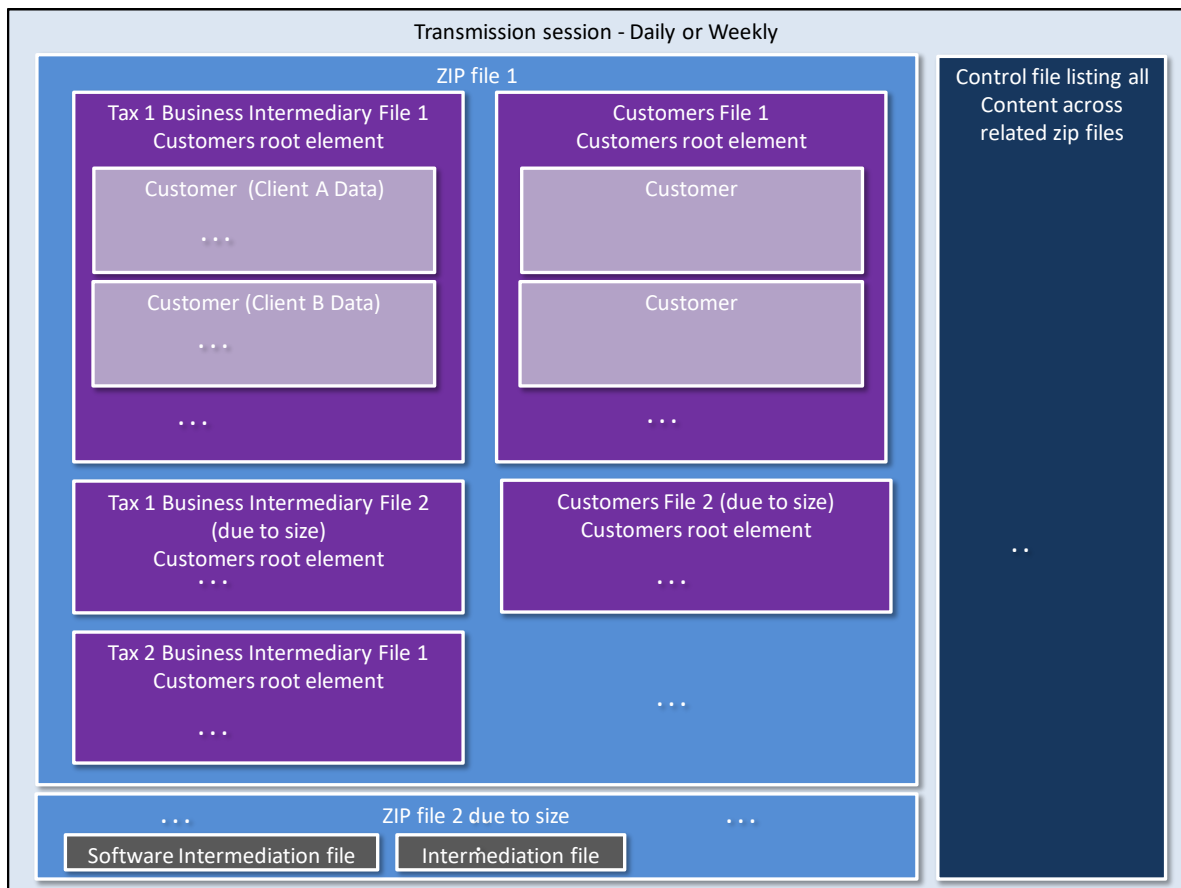 Transmission session - Daily or Weekly
ZIP file 1
Tax 1 Business Intermediary File 1
Customers root element
Customer (Client A Data)
...
Customer (Client B Data)
...
...
Customers File 1
Customers root element
Customer
Customer
...
Tax 1 Business Intermediary File 2
(due to size)
Customers root element
...
Customers File 2 (due to size)
Customers root element
...
Tax 2 Business Intermediary File 1
Customers root element
...
...
... ZIP file 2 due to size ...
Software Intermediation file
Intermediation file
Control file listing all
Content across
related zip files
..